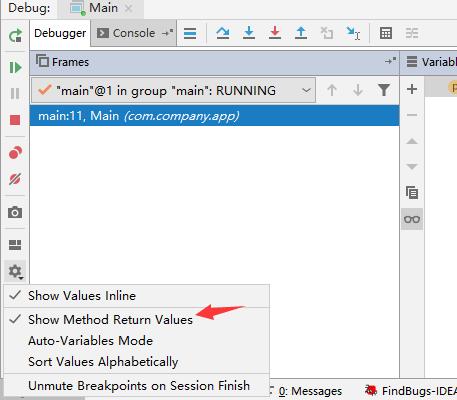 Debug: Main ×
Debugger Console
Frames Variabl
"main"@1 in group "main": RUNNING
main:11, Main (com.company.app)
p
Show Values Inline
Show Method Return Values
Auto-Variables Mode
Sort Values Alphabetically
Unmute Breakpoints on Session Finish
0: Messages FindBugs-IDEA